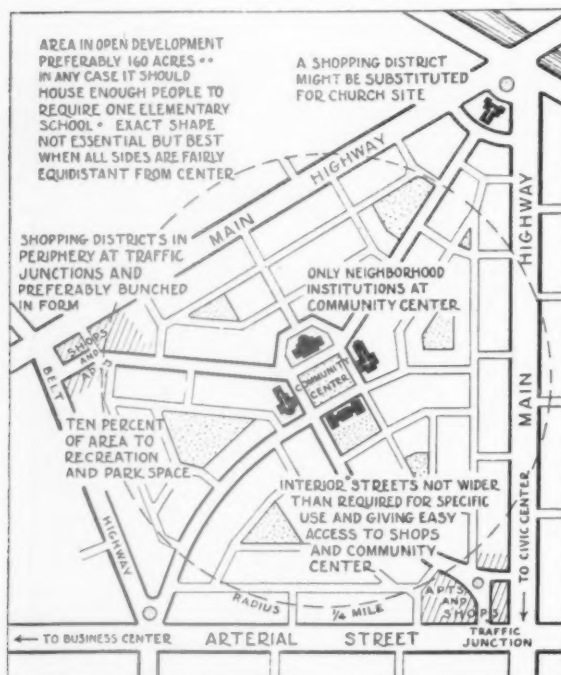 AREA IN OPEN DEVELOPMENT
PREFERABLY 160 ACRES ••
IN ANY CASE IT SHOULD
HOUSE ENOUGH PEOPLE TO
REQUIRE ONE ELEMENTARY
SCHOOL • EXACT SHAPE
NOT ESSENTIAL BUT BEST
WHEN ALL SIDES ARE FAIRLY
EQUIDISTANT FROM CENTER
A SHOPPING DISTRICT
MIGHT BE SUBSTITUTED
FOR CHURCH SITE
MAIN HIGHWAY
HIGHWAY
MAIN
SHOPPING DISTRICTS IN
PERIPHERY AT TRAFFIC
JUNCTIONS AND
PREFERABLY BUNCHED
IN FORM
ONLY NEIGHBORHOOD
INSTITUTIONS AT
COMMUNITY CENTER
SHOPS
AND
APTS
BELT
HIGHWAY
COMMUNITY
CENTER
TEN PERCENT
OF AREA TO
RECREATION
AND PARK SPACE
INTERIOR STREETS NOT WIDER
THAN REQUIRED FOR SPECIFIC
USE AND GIVING EASY
ACCESS TO SHOPS
AND COMMUNITY
CENTER
RADIUS
1/4 MILE
APTS
AND
SHOPS
→ TO CIVIC CENTER
← TO BUSINESS CENTER
ARTERIAL STREET
TRAFFIC
JUNCTION